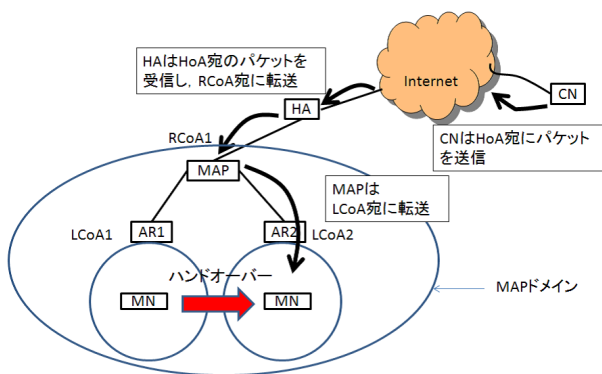 HAはHoA宛のパケットを
受信し，RCoA宛に転送
Internet
CN
HA
CNはHoA宛にパケット
を送信
RCoA1
MAP
MAPは
LCoA宛に転送
LCoA1
AR1
AR2
LCoA2
ハンドオーバー
MN
MN
MAPドメイン